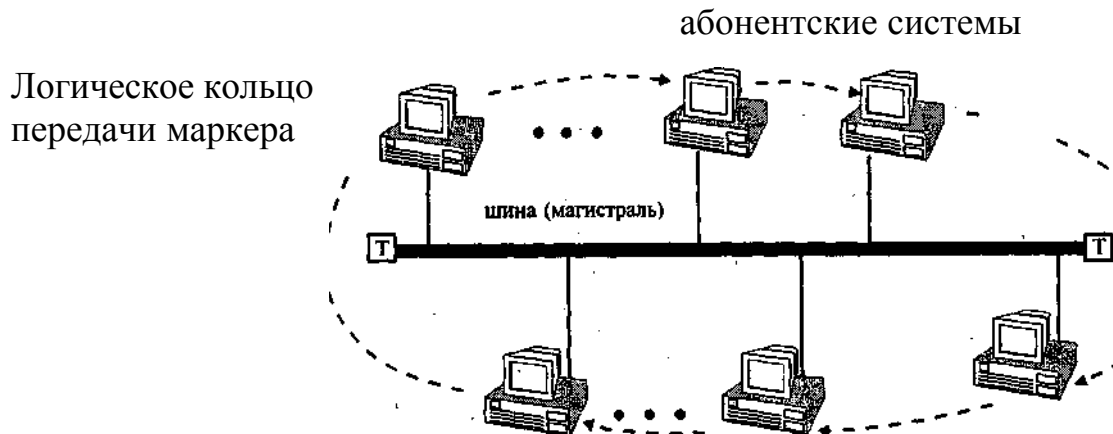 абонентские системы
Логическое кольцо
передачи маркера
шина (магистраль)
Т
Т